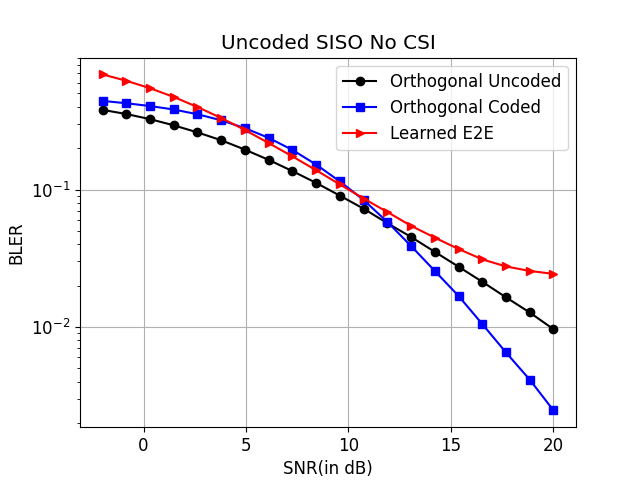 Uncoded SISO No CSI
Orthogonal Uncoded
Orthogonal Coded
Learned E2E
BLER
10⁻¹
10⁻²
0 5 10 15 20
SNR(in dB)